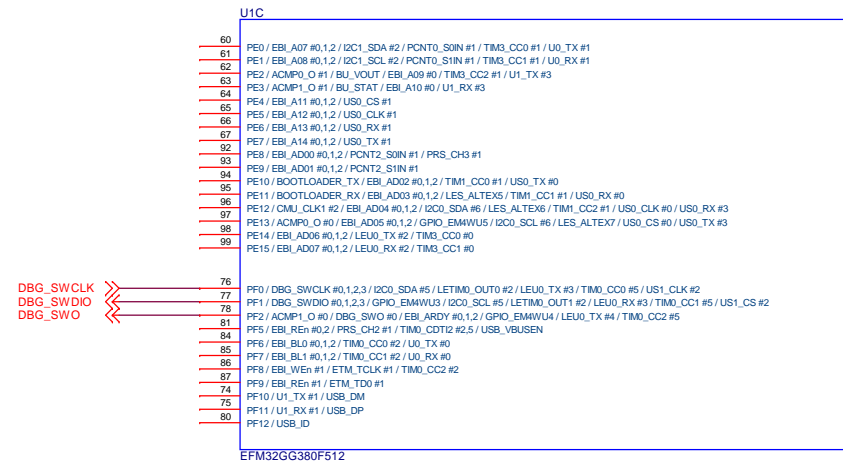 U1C
60
PE0 / EBI_A07 #0,1,2 / I2C1_SDA #2 / PCNT0_S0IN #1 / TIM3_CC0 #1 / U0_TX #1
61
PE1 / EBI_A08 #0,1,2 / I2C1_SCL #2 / PCNT0_S1IN #1 / TIM3_CC1 #1 / U0_RX #1
62
PE2 / ACMP0_O #1 / BU_VOUT / EBI_A09 #0 / TIM3_CC2 #1 / U1_TX #3
63
PE3 / ACMP1_O #1 / BU_STAT / EBI_A10 #0 / U1_RX #3
64
PE4 / EBI_A11 #0,1,2 / US0_CS #1
65
PE5 / EBI_A12 #0,1,2 / US0_CLK #1
66
PE6 / EBI_A13 #0,1,2 / US0_RX #1
67
PE7 / EBI_A14 #0,1,2 / US0_TX #1
92
PE8 / EBI_AD00 #0,1,2 / PCNT2_S0IN #1 / PRS_CH3 #1
93
PE9 / EBI_AD01 #0,1,2 / PCNT2_S1IN #1
94
PE10 / BOOTLOADER_TX / EBI_AD02 #0,1,2 / TIM1_CC0 #1 / US0_TX #0
95
PE11 / BOOTLOADER_RX / EBI_AD03 #0,1,2 / LES_ALTEX5 / TIM1_CC1 #1 / US0_RX #0
96
PE12 / CMU_CLK1 #2 / EBI_AD04 #0,1,2 / I2C0_SDA #6 / LES_ALTEX6 / TIM1_CC2 #1 / US0_CLK #0 / US0_RX #3
97
PE13 / ACMP0_O #0 / EBI_AD05 #0,1,2 / GPIO_EM4WU5 / I2C0_SCL #6 / LES_ALTEX7 / US0_CS #0 / US0_TX #3
98
PE14 / EBI_AD06 #0,1,2 / LEU0_TX #2 / TIM3_CC0 #0
99
PE15 / EBI_AD07 #0,1,2 / LEU0_RX #2 / TIM3_CC1 #0
DBG_SWCLK
76
PF0 / DBG_SWCLK #0,1,2,3 / I2C0_SDA #5 / LETIM0_OUT0 #2 / LEU0_TX #3 / TIM0_CC0 #5 / US1_CLK #2
DBG_SWDIO
77
PF1 / DBG_SWDIO #0,1,2,3 / GPIO_EM4WU3 / I2C0_SCL #5 / LETIM0_OUT1 #2 / LEU0_RX #3 / TIM0_CC1 #5 / US1_CS #2
DBG_SWO
78
PF2 / ACMP1_O #0 / DBG_SWO #0 / EBI_ARDY #0,1,2 / GPIO_EM4WU4 / LEU0_TX #4 / TIM0_CC2 #5
81
PF5 / EBI_REn #0,2 / PRS_CH2 #1 / TIM0_CDTI2 #2,5 / USB_VBUSEN
84
PF6 / EBI_BL0 #0,1,2 / TIM0_CC0 #2 / U0_TX #0
85
PF7 / EBI_BL1 #0,1,2 / TIM0_CC1 #2 / U0_RX #0
86
PF8 / EBI_WEn #1 / ETM_TCLK #1 / TIM0_CC2 #2
87
PF9 / EBI_REn #1 / ETM_TD0 #1
74
PF10 / U1_TX #1 / USB_DM
75
PF11 / U1_RX #1 / USB_DP
80
PF12 / USB_ID
EFM32GG380F512